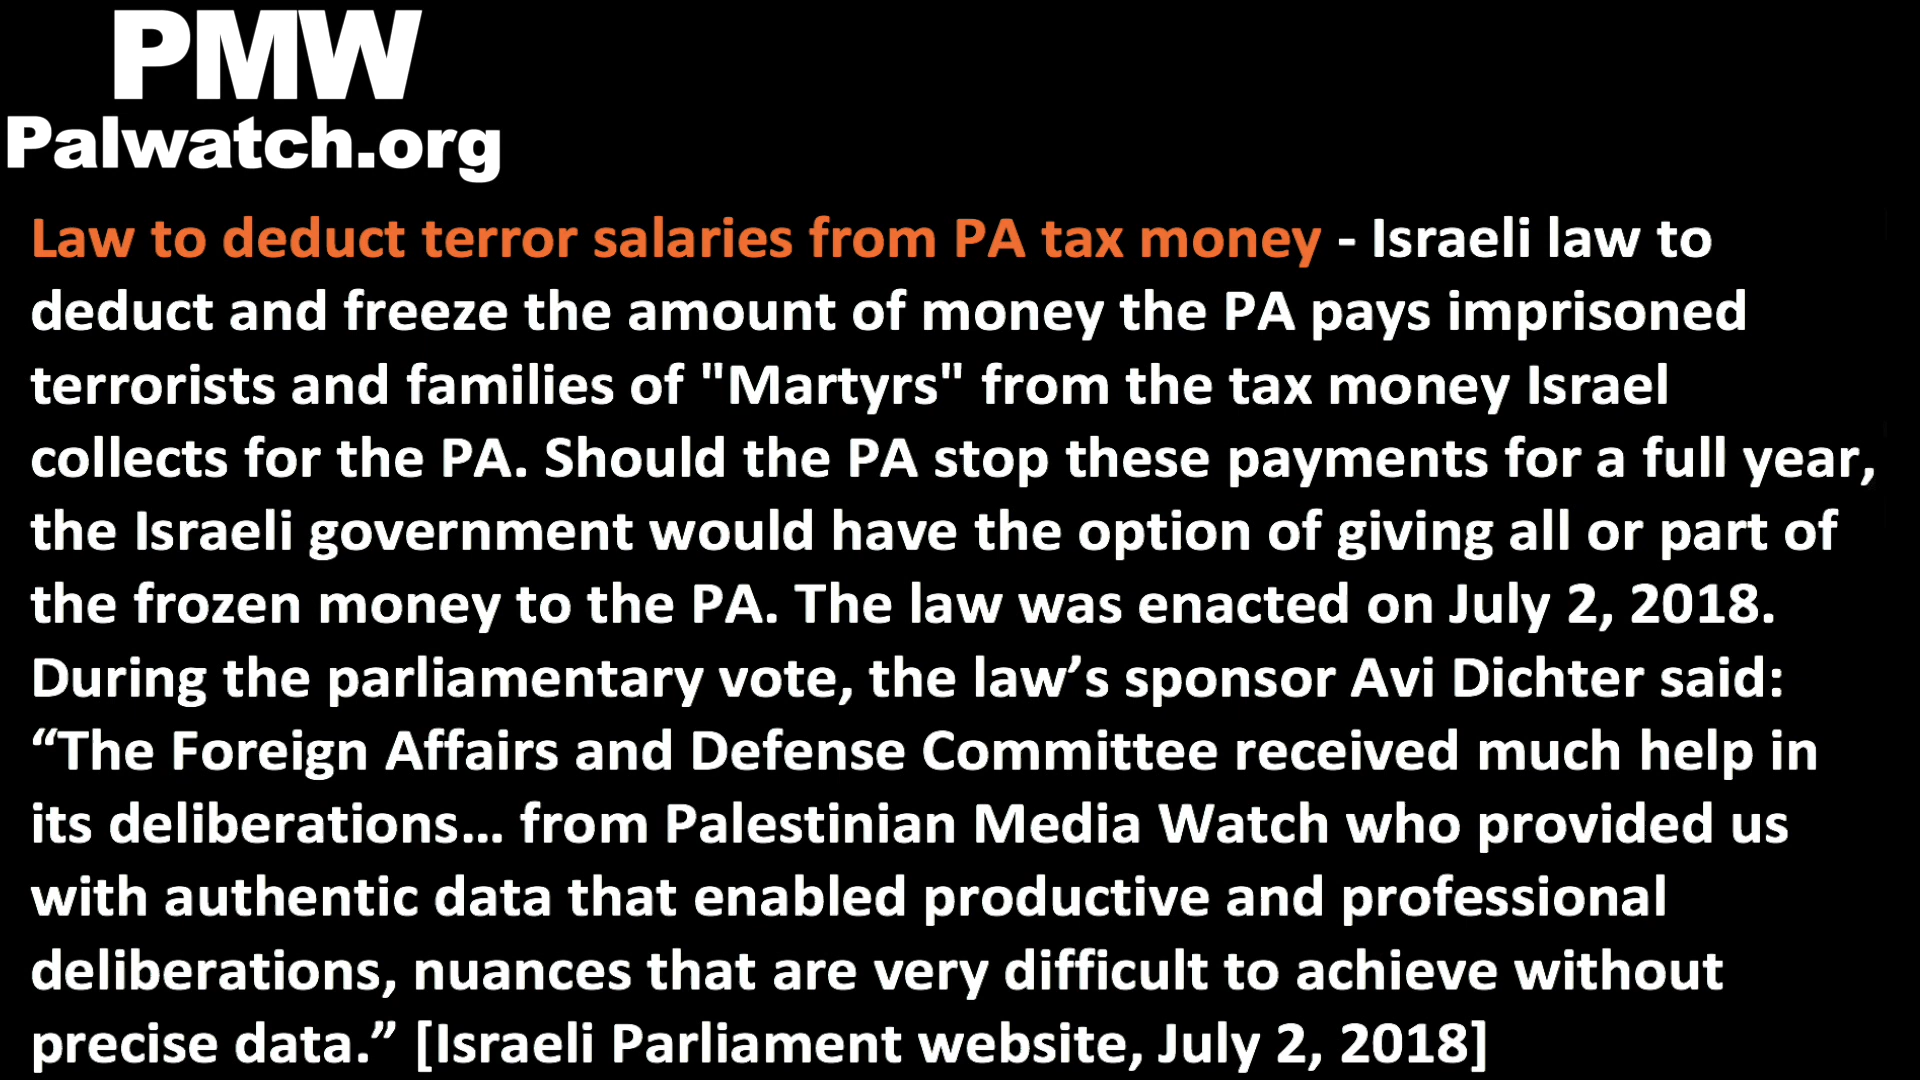 PMW
Palwatch.org
Law to deduct terror salaries from PA tax money - Israeli law to
deduct and freeze the amount of money the PA pays imprisoned
terrorists and families of "Martyrs" from the tax money Israel
collects for the PA. Should the PA stop these payments for a full year,
the Israeli government would have the option of giving all or part of
the frozen money to the PA. The law was enacted on July 2, 2018.
During the parliamentary vote, the law’s sponsor Avi Dichter said:
“The Foreign Affairs and Defense Committee received much help in
its deliberations… from Palestinian Media Watch who provided us
with authentic data that enabled productive and professional
deliberations, nuances that are very difficult to achieve without
precise data.” [Israeli Parliament website, July 2, 2018]